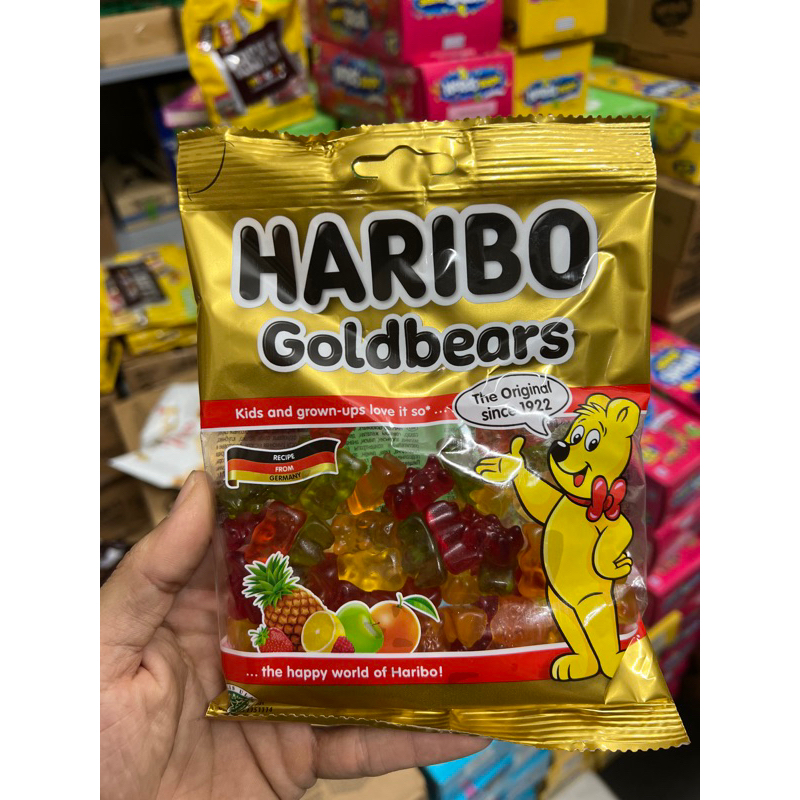 HARIBO
Goldbears
Kids and grown-ups love it so* ...
The Original
since 1922
RECIPE
FROM
GERMANY
... the happy world of Haribo!